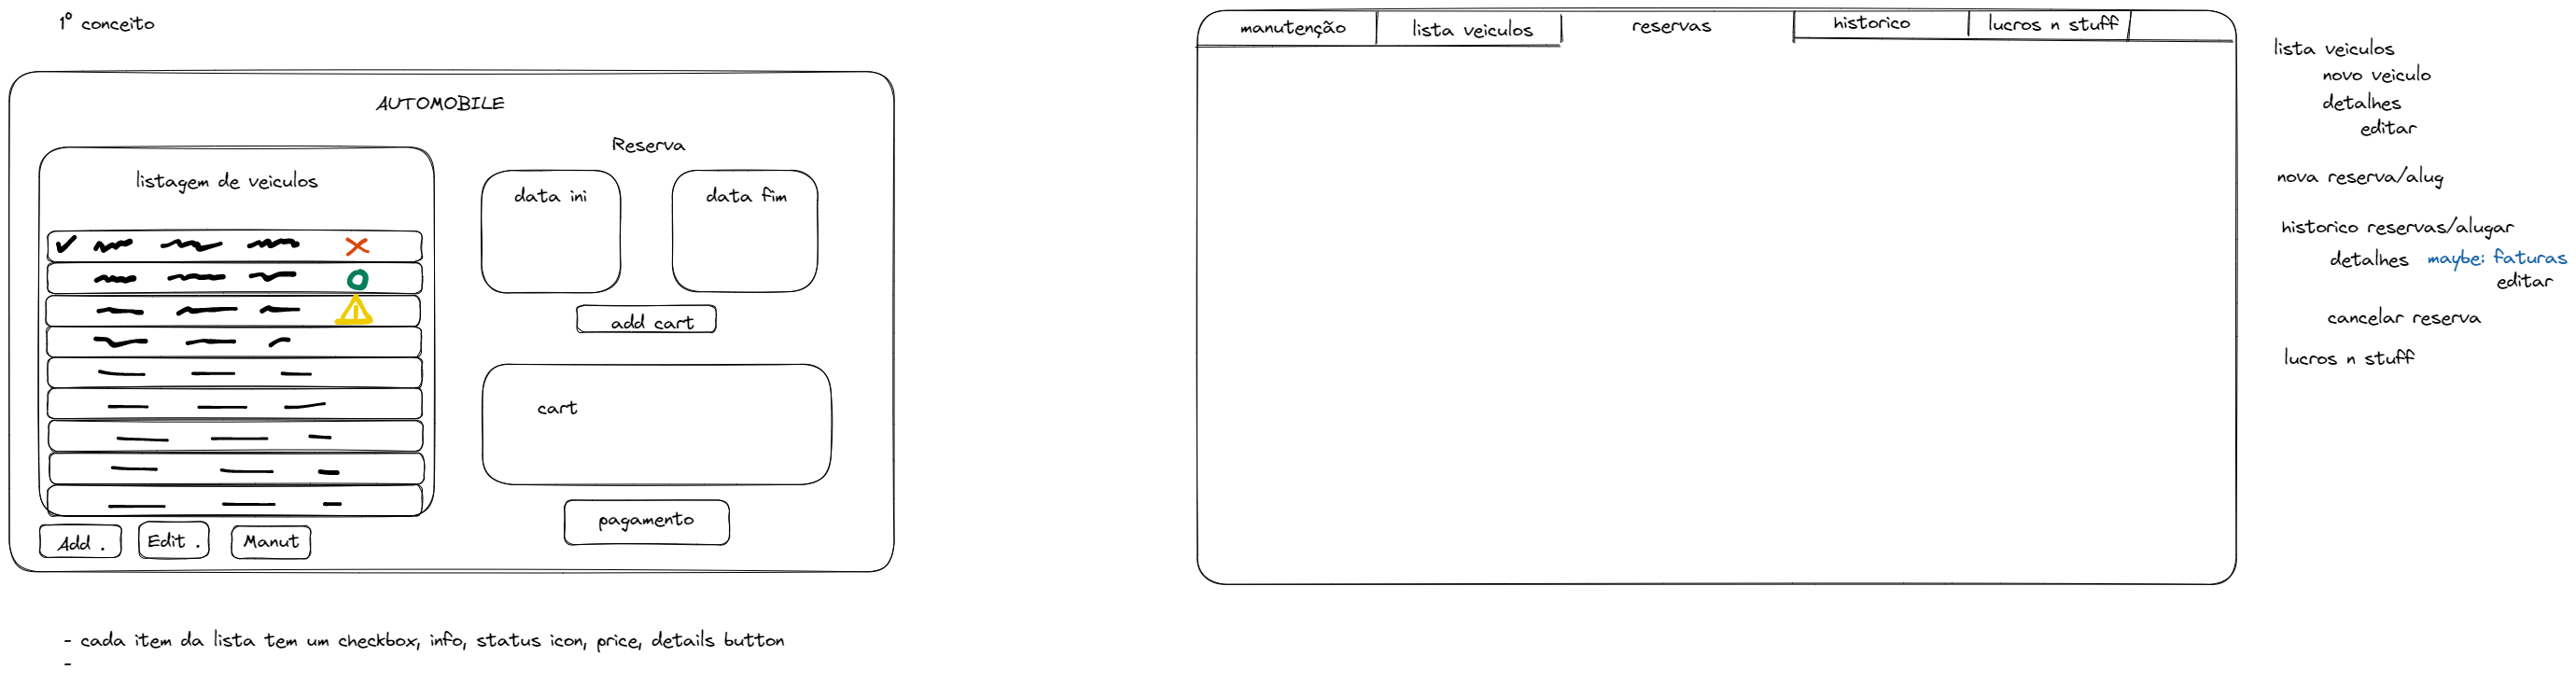 1º conceito
AUTOMOBILE
listagem de veiculos
Add .
Edit .
Manut
Reserva
data ini
data fim
add cart
cart
pagamento
- cada item da lista tem um checkbox, info, status icon, price, details button
-
manutenção
lista veiculos
reservas
historico
lucros n stuff
lista veiculos
novo veiculo
detalhes
editar
nova reserva/alug
historico reservas/alugar
detalhes maybe: faturas
editar
cancelar reserva
lucros n stuff